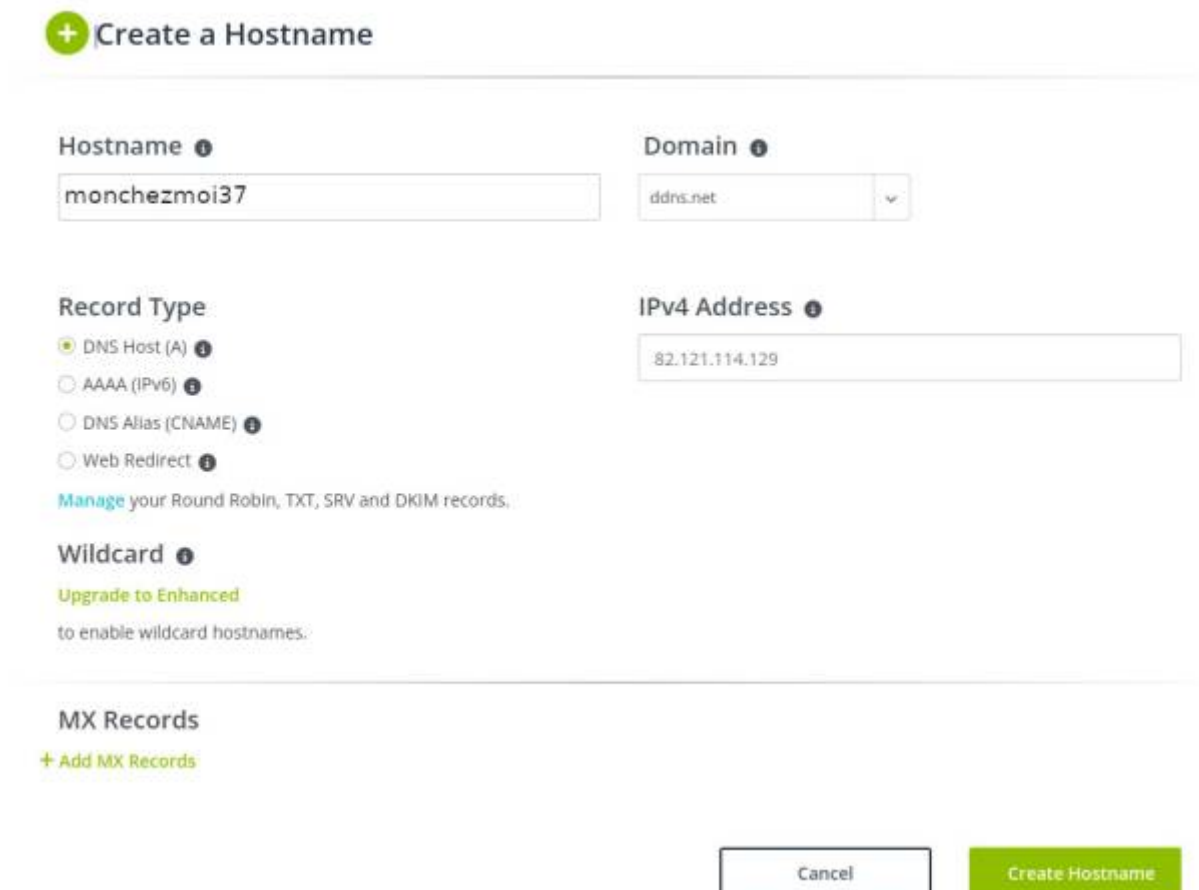 Create a Hostname
Hostname
Domain
monchezmoi37
ddns.net
Record Type
IPv4 Address
DNS Host (A)
82.121.114.129
AAAA (IPv6)
DNS Alias (CNAME)
Web Redirect
Manage your Round Robin, TXT, SRV and DKIM records.
Wildcard
Upgrade to Enhanced
to enable wildcard hostnames.
MX Records
+ Add MX Records
Cancel
Create Hostname